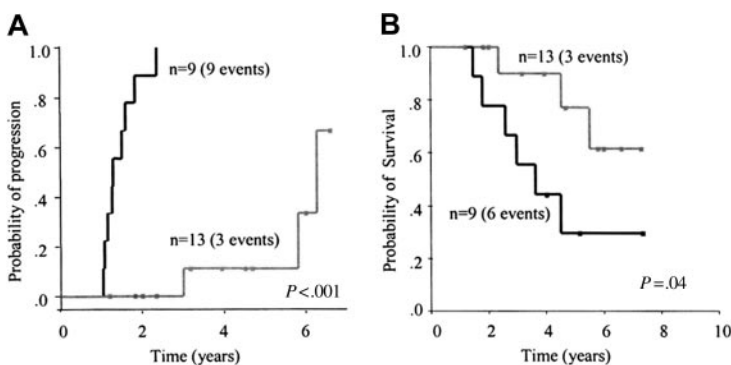 A
1.0
n=9 (9 events)
.8
.6
.4
n=13 (3 events)
.2
P<.001
.0
0 2 4 6
Time (years)
Probability of progression
B
1.0
n=13 (3 events)
.8
.6
.4
n=9 (6 events)
.2
P=.04
.0
0 2 4 6 8 10
Time (years)
Probability of Survival